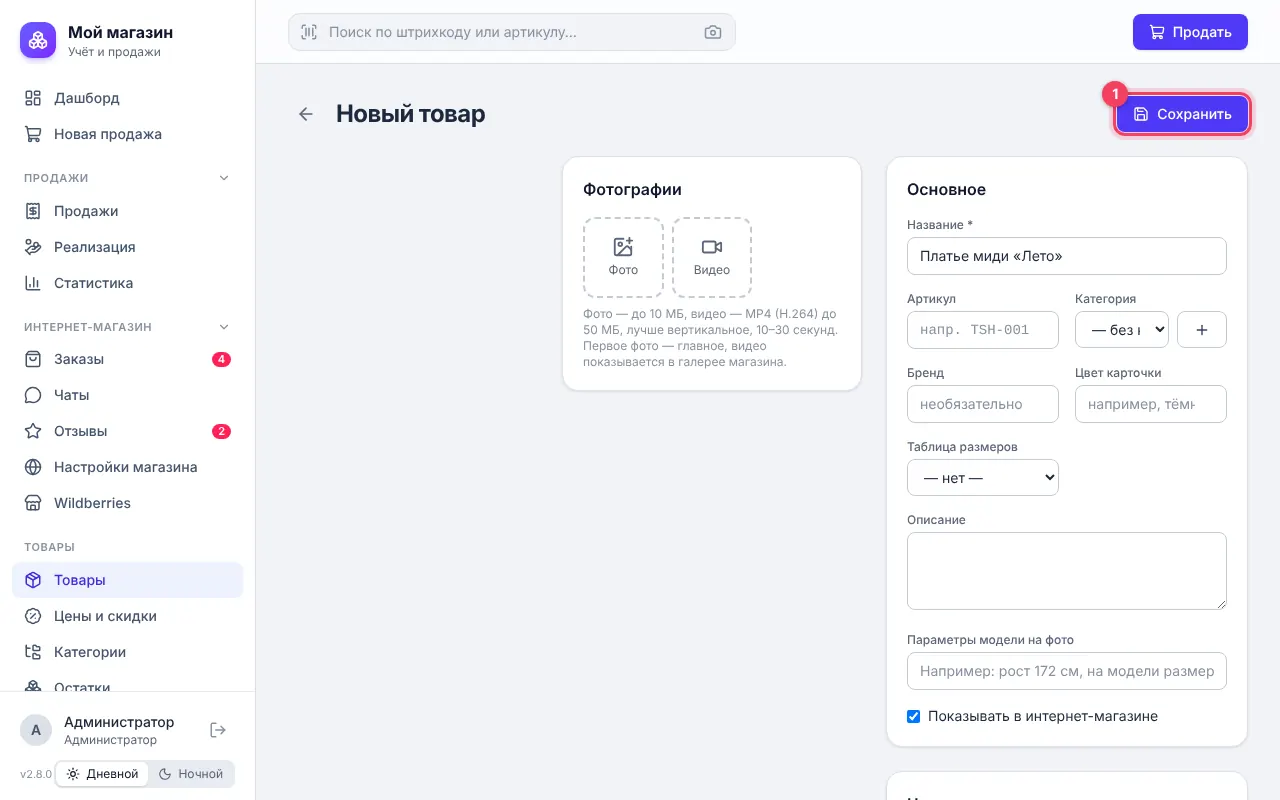 Мой магазин
Учёт и продажи
Дашборд
Новая продажа
ПРОДАЖИ
Продажи
Реализация
Статистика
ИНТЕРНЕТ-МАГАЗИН
Заказы 4
Чаты
Отзывы 2
Настройки магазина
Wildberries
ТОВАРЫ
Товары
Цены и скидки
Категории
Остатки
А Администратор
Администратор
v2.8.0 Дневной Ночной
Поиск по штрихкоду или артикулу...
Продать
Новый товар
1
Сохранить
Фотографии
Фото
Видео
Фото — до 10 МБ, видео — MP4 (H.264) до
50 МБ, лучше вертикальное, 10–30 секунд.
Первое фото — главное, видео
показывается в галерее магазина.
Основное
Название *
Платье миди «Лето»
Артикул Категория
напр. TSH-001 — без к
Бренд Цвет карточки
необязательно например, тёмн
Таблица размеров
— нет —
Описание
Параметры модели на фото
Например: рост 172 см, на модели размер
Показывать в интернет-магазине